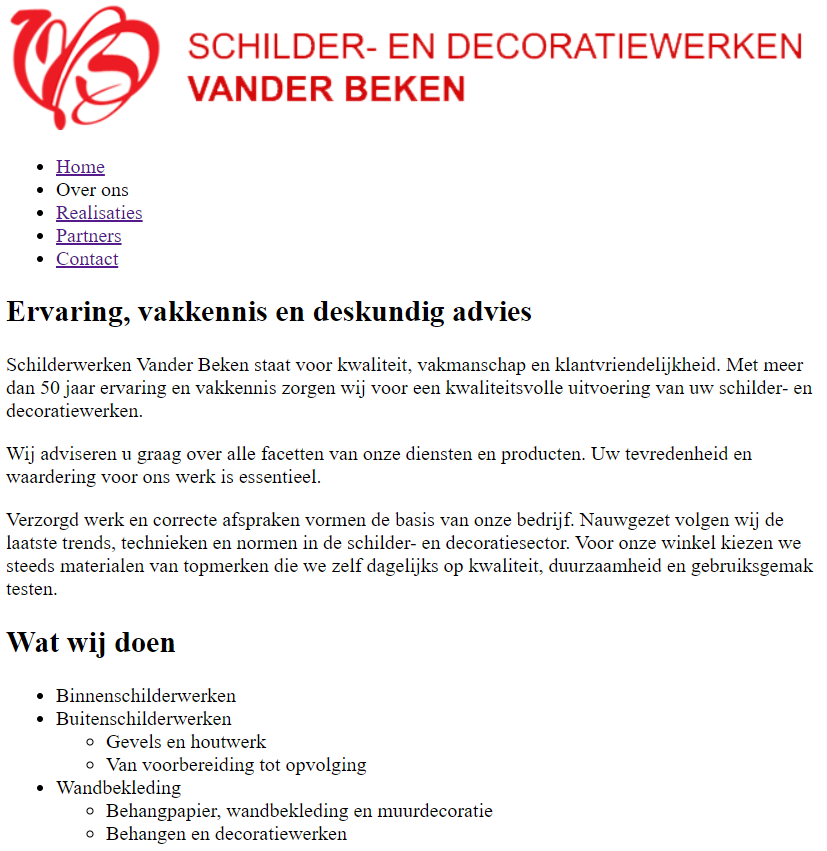 SCHILDER- EN DECORATIEWERKEN
VANDER BEKEN
Home
Over ons
Realisaties
Partners
Contact
Ervaring, vakkennis en deskundig advies
Schilderwerken Vander Beken staat voor kwaliteit, vakmanschap en klantvriendelijkheid. Met meer
dan 50 jaar ervaring en vakkennis zorgen wij voor een kwaliteitsvolle uitvoering van uw schilder- en
decoratiewerken.
Wij adviseren u graag over alle facetten van onze diensten en producten. Uw tevredenheid en
waardering voor ons werk is essentieel.
Verzorgd werk en correcte afspraken vormen de basis van onze bedrijf. Nauwgezet volgen wij de
laatste trends, technieken en normen in de schilder- en decoratiesector. Voor onze winkel kiezen we
steeds materialen van topmerken die we zelf dagelijks op kwaliteit, duurzaamheid en gebruiksgemak
testen.
Wat wij doen
Binnenschilderwerken
Buitenschilderwerken
Gevels en houtwerk
Van voorbereiding tot opvolging
Wandbekleding
Behangpapier, wandbekleding en muurdecoratie
Behangen en decoratiewerken